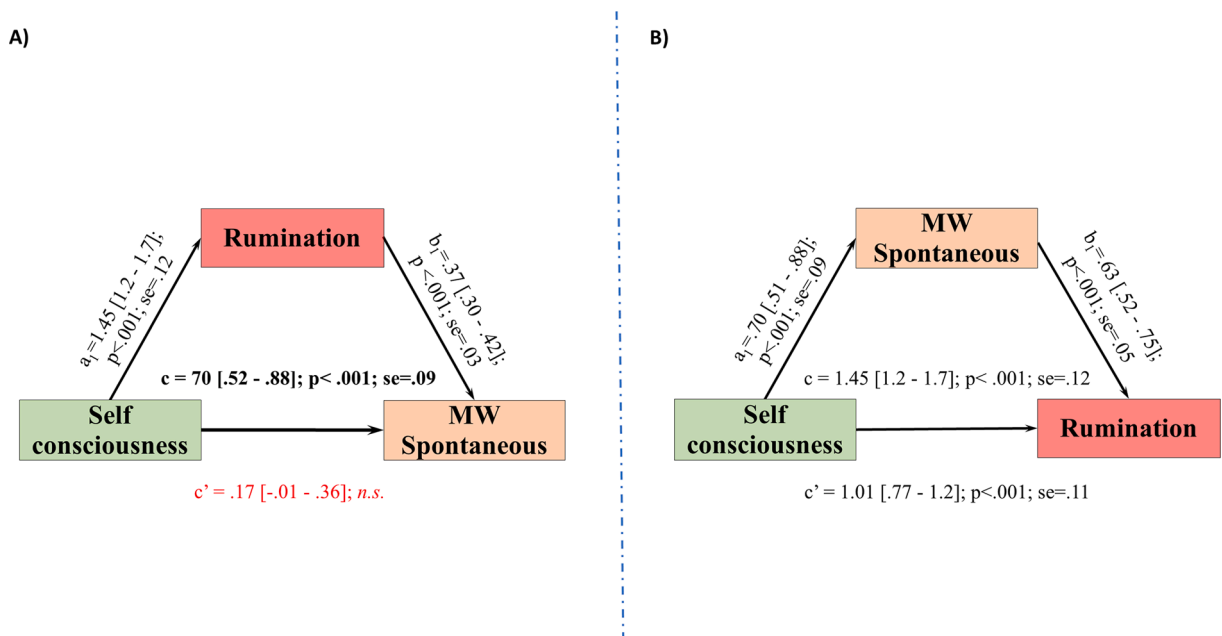 A)
Rumination
a1=1.45 [1.2 - 1.7];
p<.001; se=.12
b1=.37 [.30 - .42];
p <.001; se=.03
c = 70 [.52 - .88]; p< .001; se=.09
Self
consciousness
MW
Spontaneous
c’ = .17 [-.01 - .36]; n.s.
B)
MW
Spontaneous
a1=.70 [.51 - .88];
p<.001; se=.09
b1=.63 [.52 - .75];
p<.001; se=.05
c = 1.45 [1.2 - 1.7]; p< .001; se=.12
Self
consciousness
Rumination
c’ = 1.01 [.77 - 1.2]; p<.001; se=.11